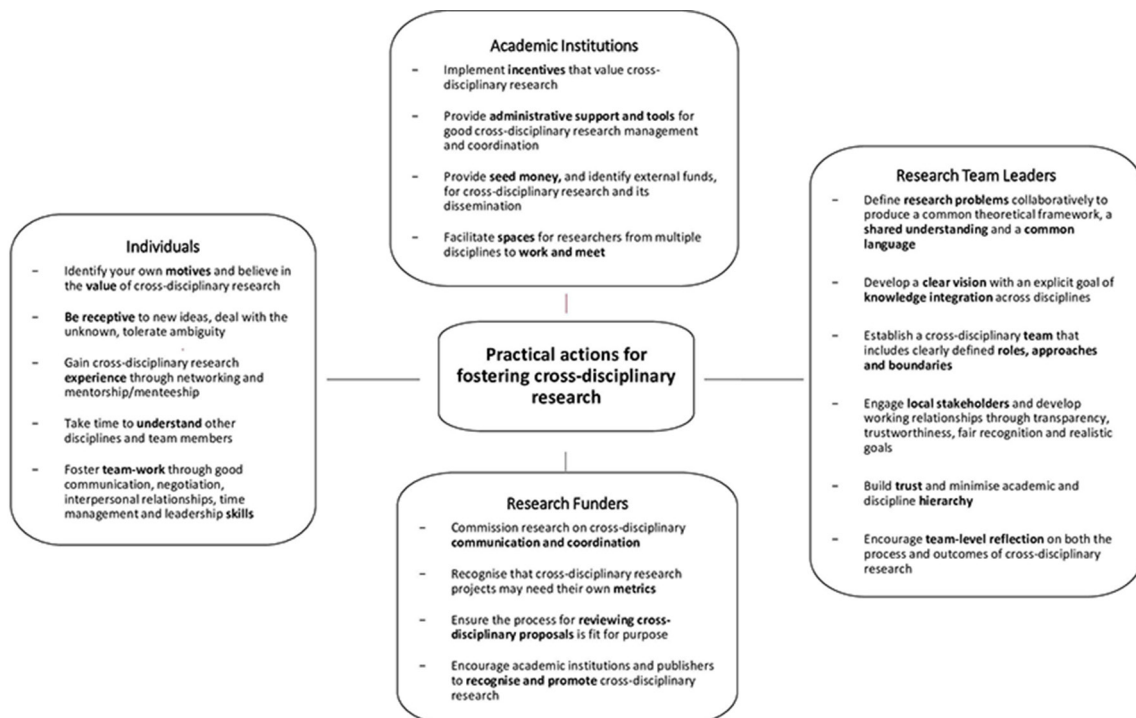 Academic Institutions
– Implement incentives that value cross-
disciplinary research
– Provide administrative support and tools for
good cross-disciplinary research management
and coordination
– Provide seed money, and identify external funds,
for cross-disciplinary research and its
dissemination
– Facilitate spaces for researchers from multiple
disciplines to work and meet
Individuals
– Identify your own motives and believe in
the value of cross-disciplinary research
– Be receptive to new ideas, deal with the
unknown, tolerate ambiguity
– Gain cross-disciplinary research
experience through networking and
mentorship/menteeship
– Take time to understand other
disciplines and team members
– Foster team-work through good
communication, negotiation,
interpersonal relationships, time
management and leadership skills
Practical actions for
fostering cross-disciplinary
research
Research Team Leaders
– Define research problems collaboratively to
produce a common theoretical framework, a
shared understanding and a common
language
– Develop a clear vision with an explicit goal of
knowledge integration across disciplines
– Establish a cross-disciplinary team that
includes clearly defined roles, approaches
and boundaries
– Engage local stakeholders and develop
working relationships through transparency,
trustworthiness, fair recognition and realistic
goals
– Build trust and minimise academic and
discipline hierarchy
– Encourage team-level reflection on both the
process and outcomes of cross-disciplinary
research
Research Funders
– Commission research on cross-disciplinary
communication and coordination
– Recognise that cross-disciplinary research
projects may need their own metrics
– Ensure the process for reviewing cross-
disciplinary proposals is fit for purpose
– Encourage academic institutions and publishers
to recognise and promote cross-disciplinary
research